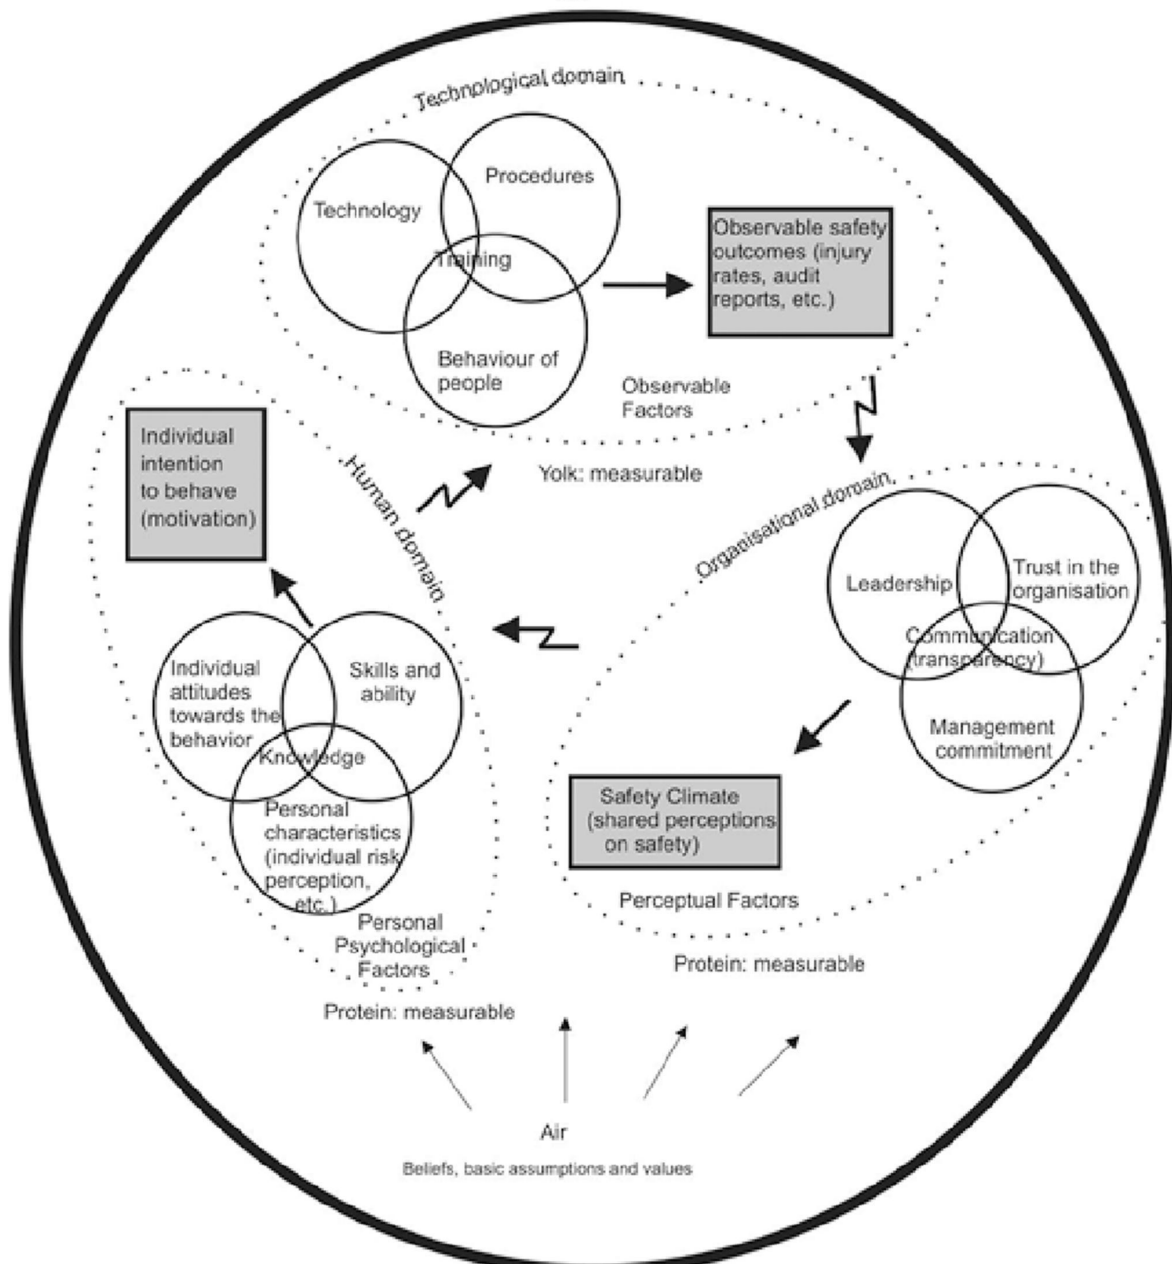 Technological domain
Procedures
Technology
Training
Behaviour of
people
Observable safety
outcomes (injury
rates, audit
reports, etc.)
Observable
Factors
Yolk: measurable
Individual
intention
to behave
(motivation)
Human domain
Organisational domain
Leadership
Trust in the
organisation
Communication
(transparency)
Management
commitment
Individual
attitudes
towards the
behavior
Skills and
ability
Knowledge
Personal
characteristics
(individual risk
perception,
etc.)
Personal
Psychological
Factors
Protein: measurable
Safety Climate
(shared perceptions
on safety)
Perceptual Factors
Protein: measurable
Air
Beliefs, basic assumptions and values